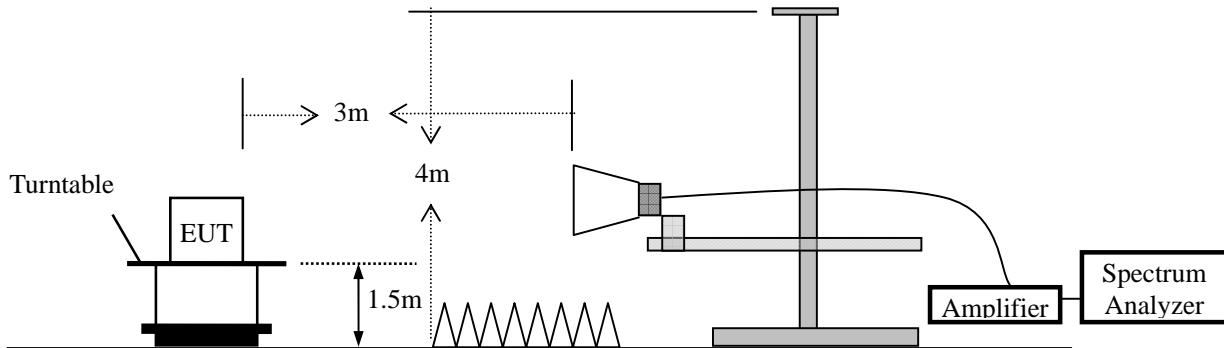 3m
4m
Turntable
EUT
1.5m
Amplifier
Spectrum
Analyzer